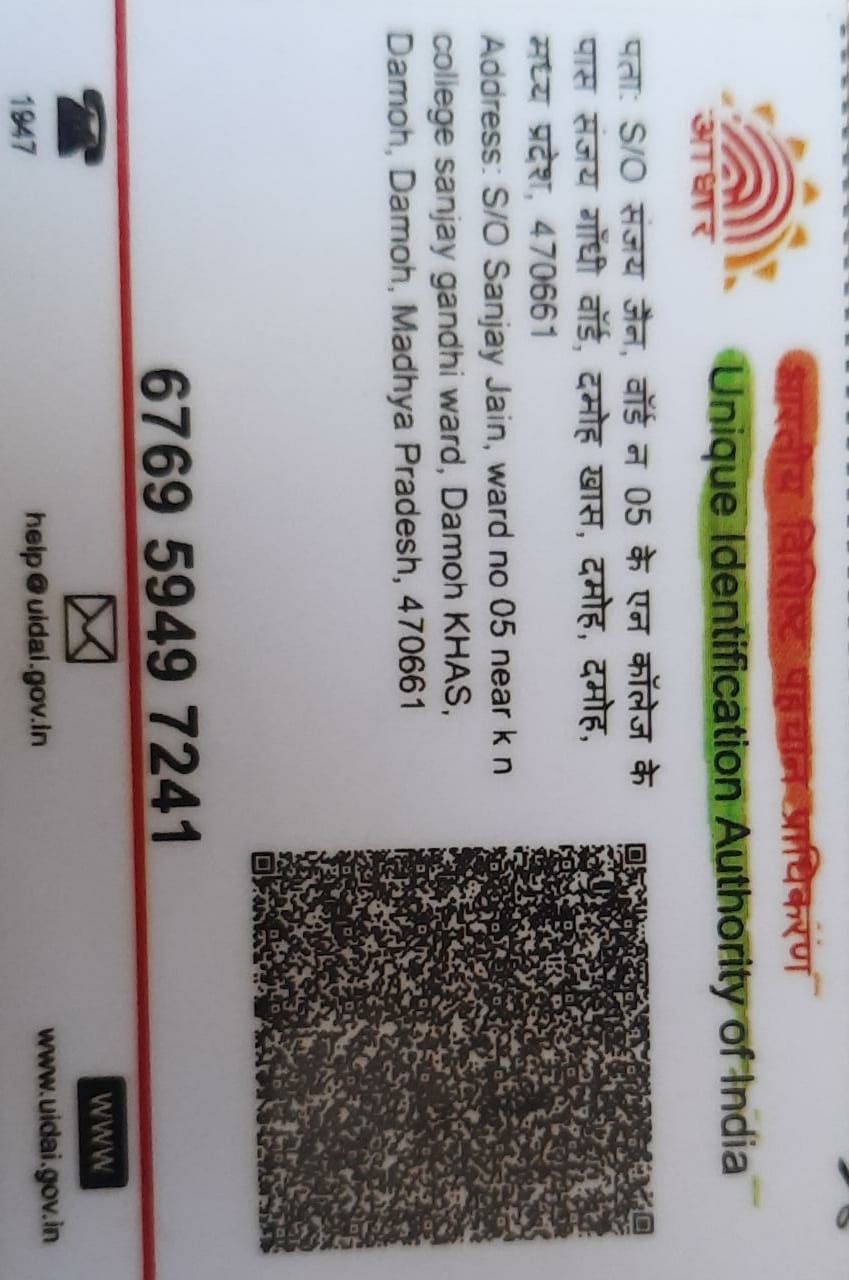 भारतीय विशिष्ट पहचान प्राधिकरण
Unique Identification Authority of India
आधार
पता: S/O संजय जैन, वॉर्ड न 05 के एन कॉलेज के
पास संजय गाँधी वॉर्ड, दमोह खास, दमोह, दमोह,
मध्य प्रदेश, 470661
Address: S/O Sanjay Jain, ward no 05 near k n
college sanjay gandhi ward, Damoh KHAS,
Damoh, Damoh, Madhya Pradesh, 470661
6769 5949 7241
1947
help@uidai.gov.in
WWW
www.uidai.gov.in